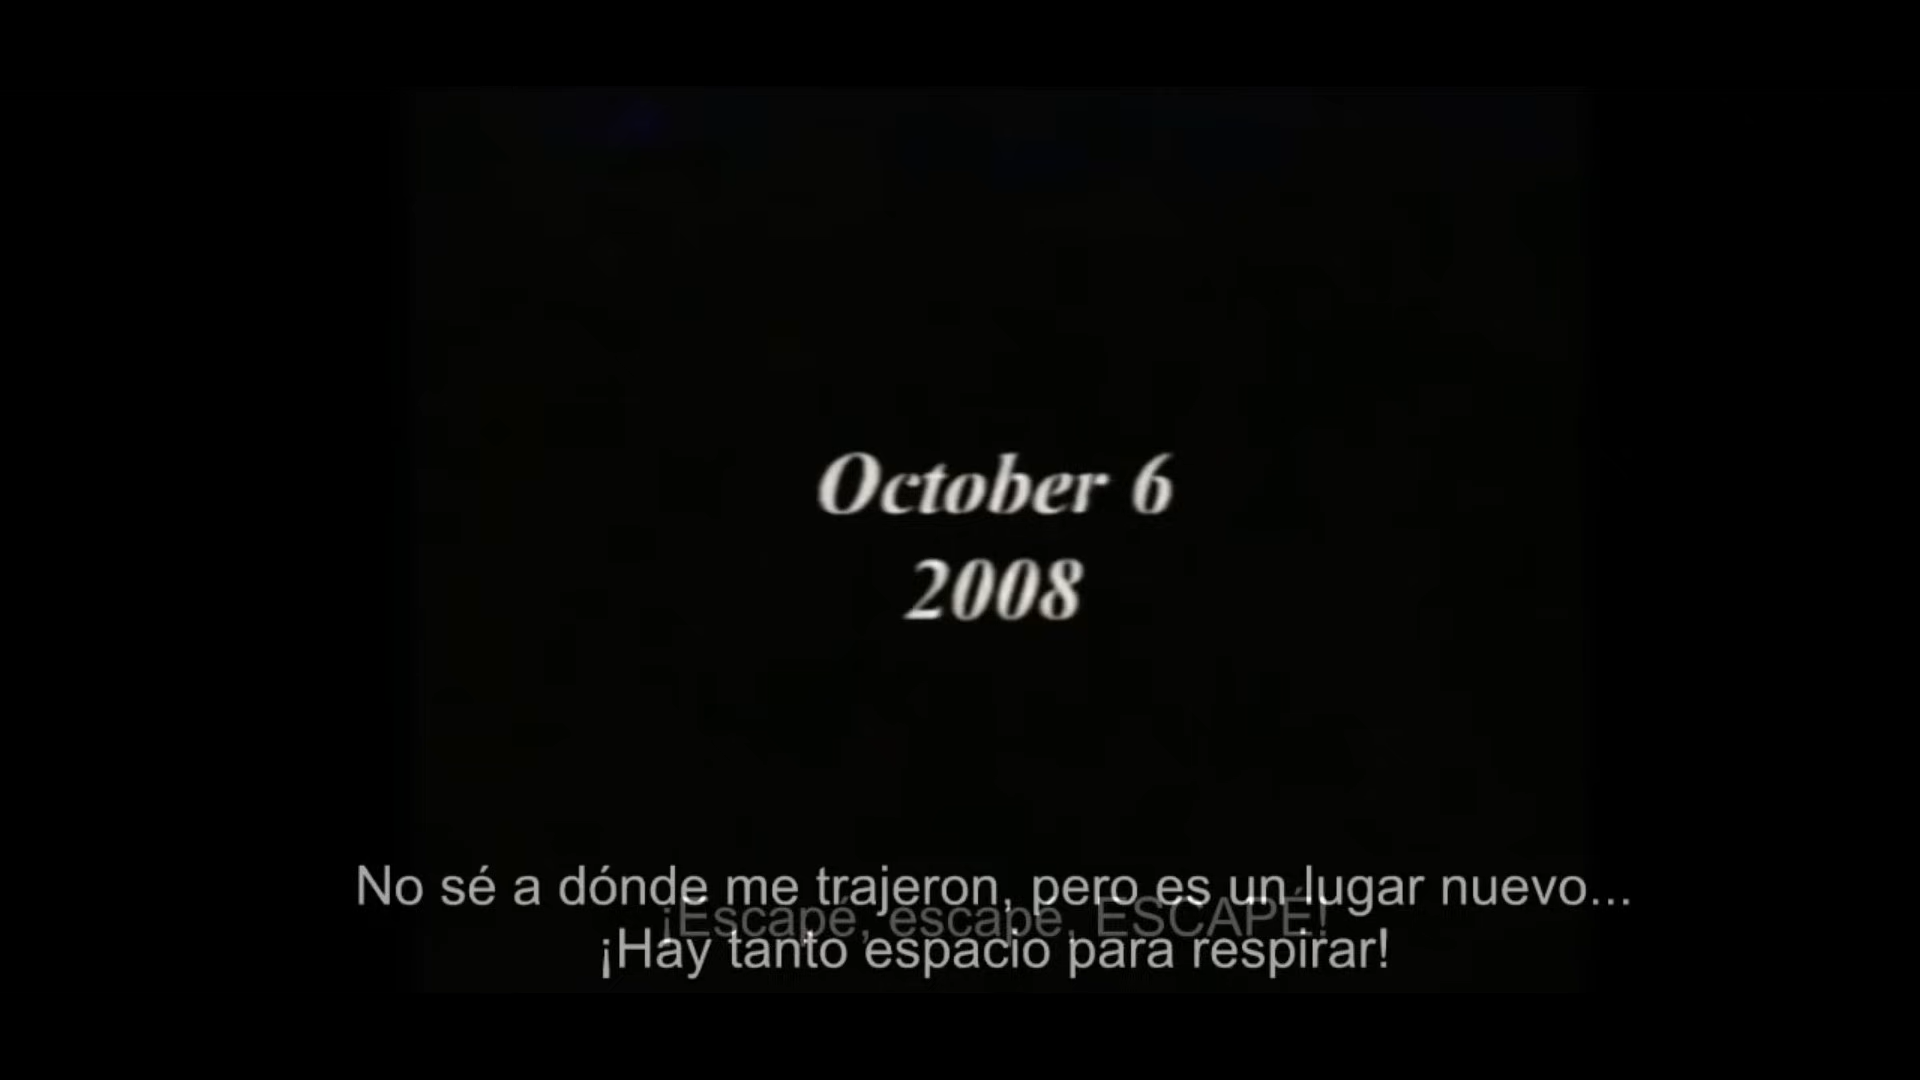 October 6
2008
No sé a dónde me trajeron, pero es un lugar nuevo...
¡Escapé, escapé, ESCAPÉ!
¡Hay tanto espacio para respirar!